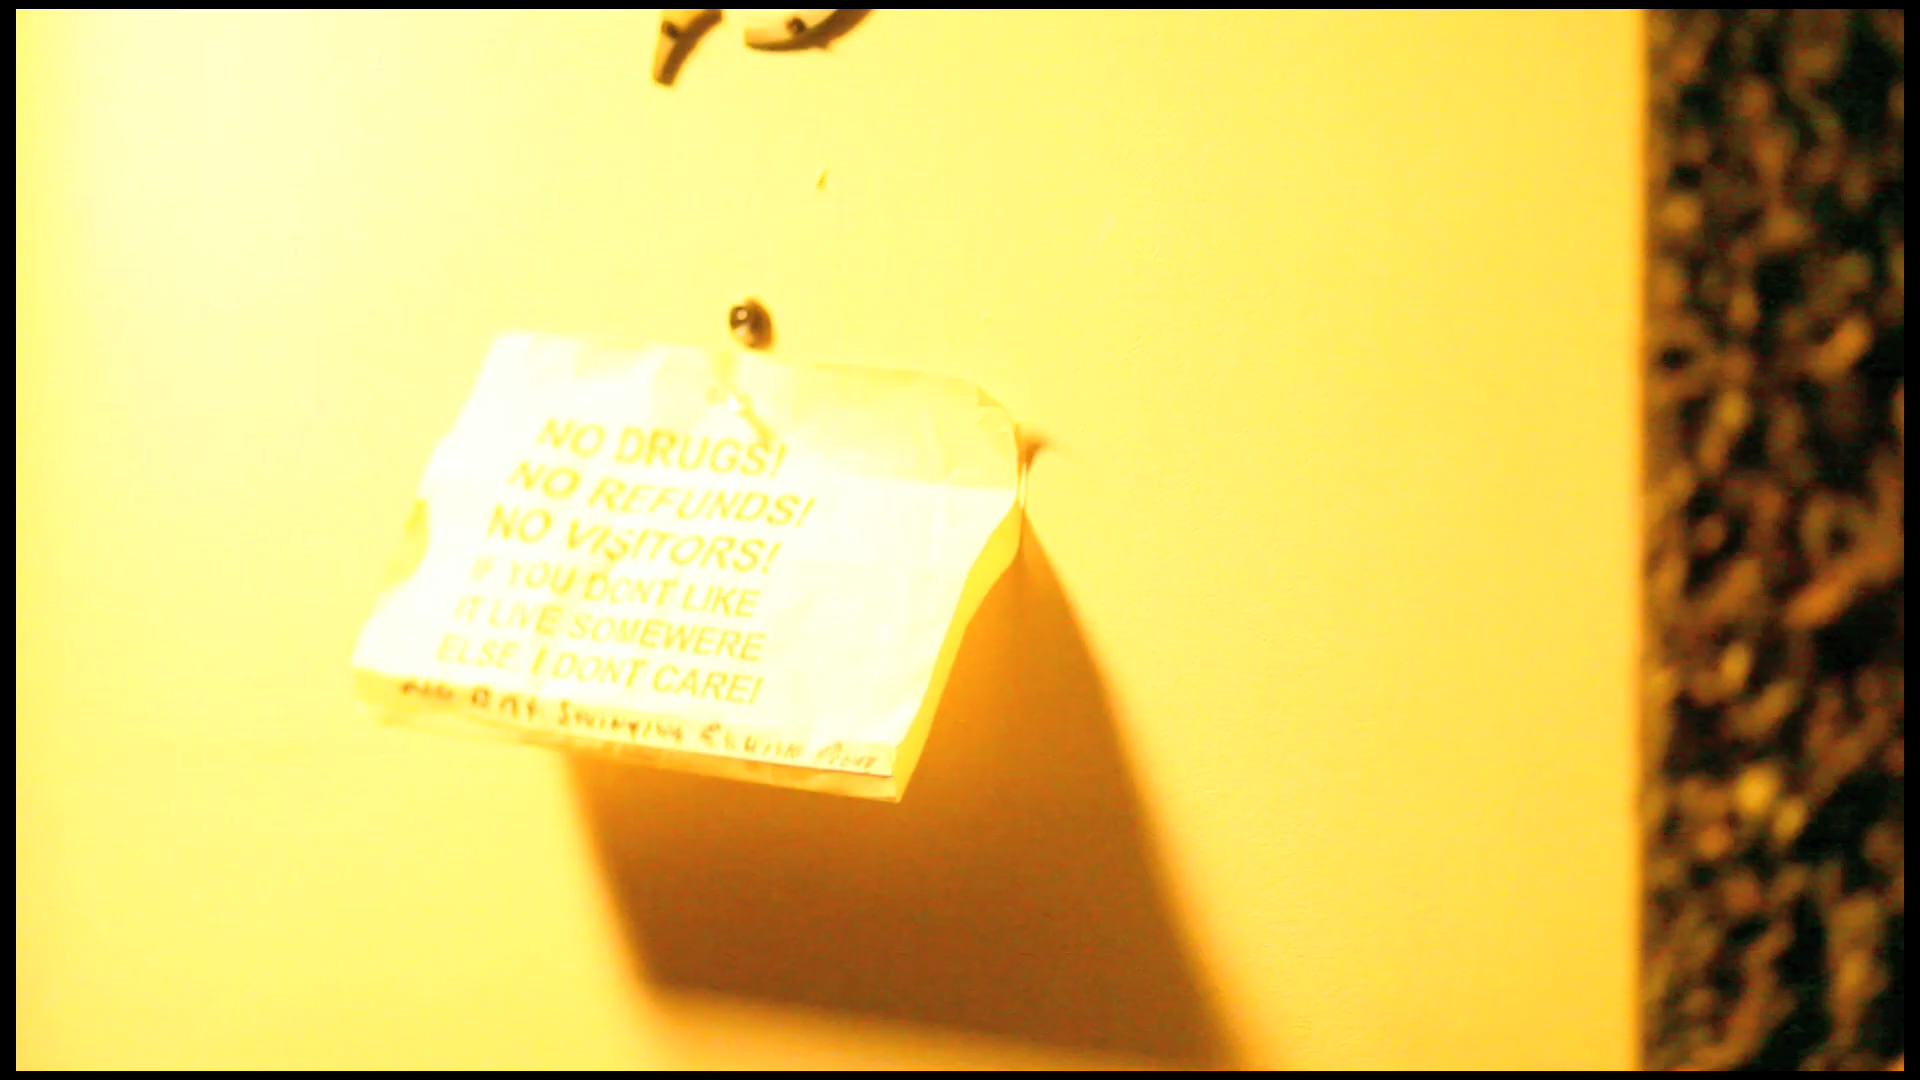 NO DRUGS!
NO REFUNDS!
NO VISITORS!
IF YOU DONT LIKE
IT LIVE SOMEWERE
ELSE. I DONT CARE!